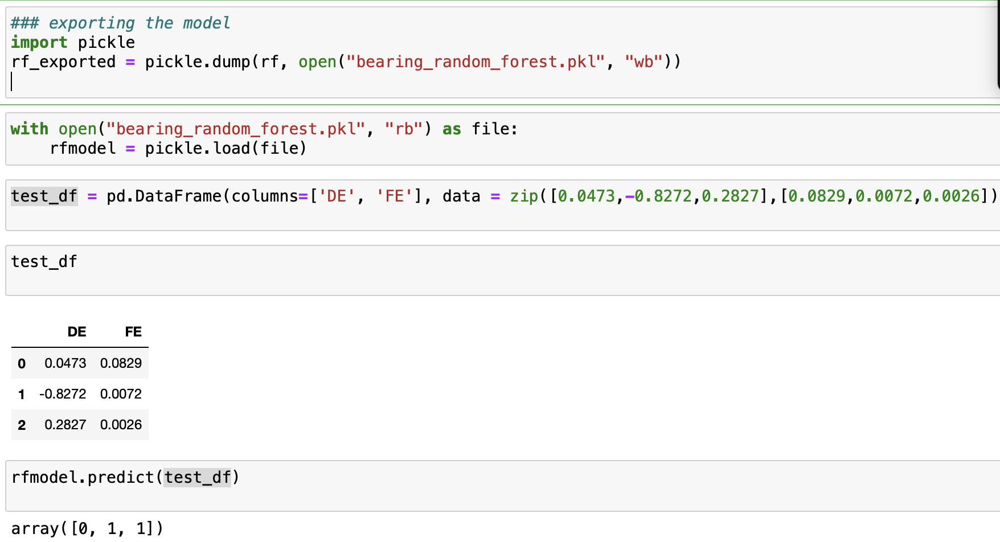 ### exporting the model
import pickle
rf_exported = pickle.dump(rf, open("bearing_random_forest.pkl", "wb"))
with open("bearing_random_forest.pkl", "rb") as file:
    rfmodel = pickle.load(file)
test_df = pd.DataFrame(columns=['DE', 'FE'], data = zip([0.0473,-0.8272,0.2827],[0.0829,0.0072,0.0026])
test_df
DE FE
0 0.0473 0.0829
1 -0.8272 0.0072
2 0.2827 0.0026
rfmodel.predict(test_df)
array([0, 1, 1])